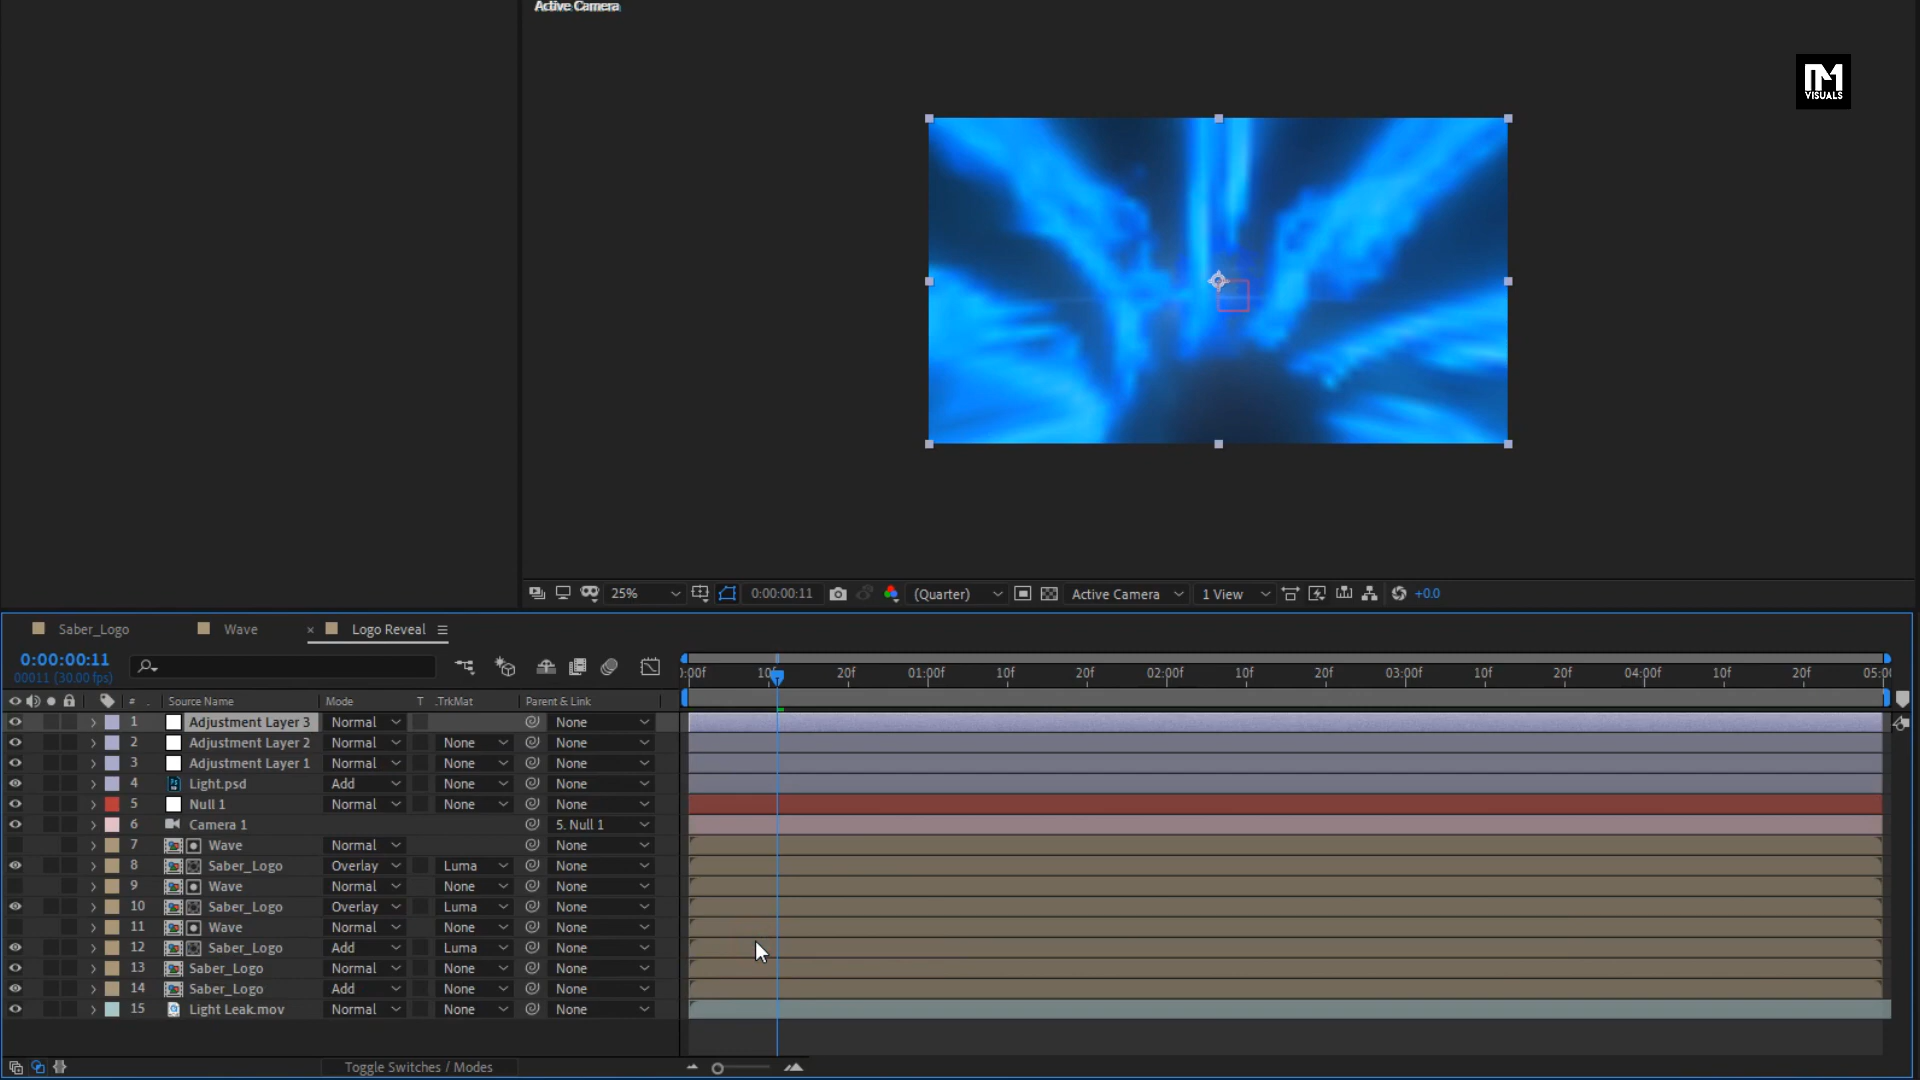 Active Camera
IM
VISUALS
25% 0:00:00:11 (Quarter) Active Camera 1 View +0.0
Saber_Logo Wave × Logo Reveal
0:00:00:11
00011 (30.00 fps)
):00f 10f 20f 01:00f 10f 20f 02:00f 10f 20f 03:00f 10f 20f 04:00f 10f 20f 05:0
# Source Name Mode T .TrkMat Parent & Link
1 Adjustment Layer 3 Normal None
2 Adjustment Layer 2 Normal None None
3 Adjustment Layer 1 Normal None None
4 Light.psd Add None None
5 Null 1 Normal None None
6 Camera 1 5. Null 1
7 Wave Normal None
8 Saber_Logo Overlay Luma None
9 Wave Normal None None
10 Saber_Logo Overlay Luma None
11 Wave Normal None None
12 Saber_Logo Add Luma None
13 Saber_Logo Normal None None
14 Saber_Logo Add None None
15 Light Leak.mov Normal None None
Toggle Switches / Modes